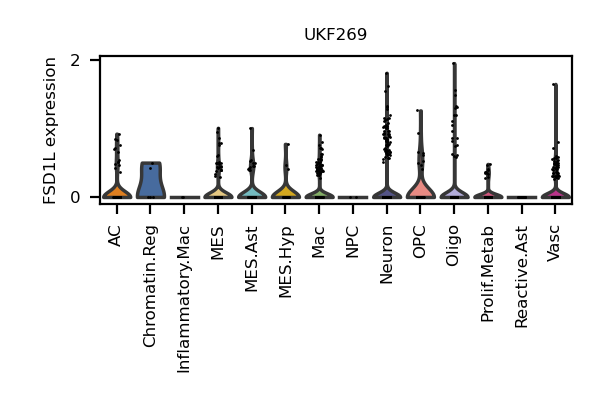 UKF269
FSD1L expression
2
0
AC
Chromatin.Reg
Inflammatory.Mac
MES
MES.Ast
MES.Hyp
Mac
NPC
Neuron
OPC
Oligo
Prolif.Metab
Reactive.Ast
Vasc